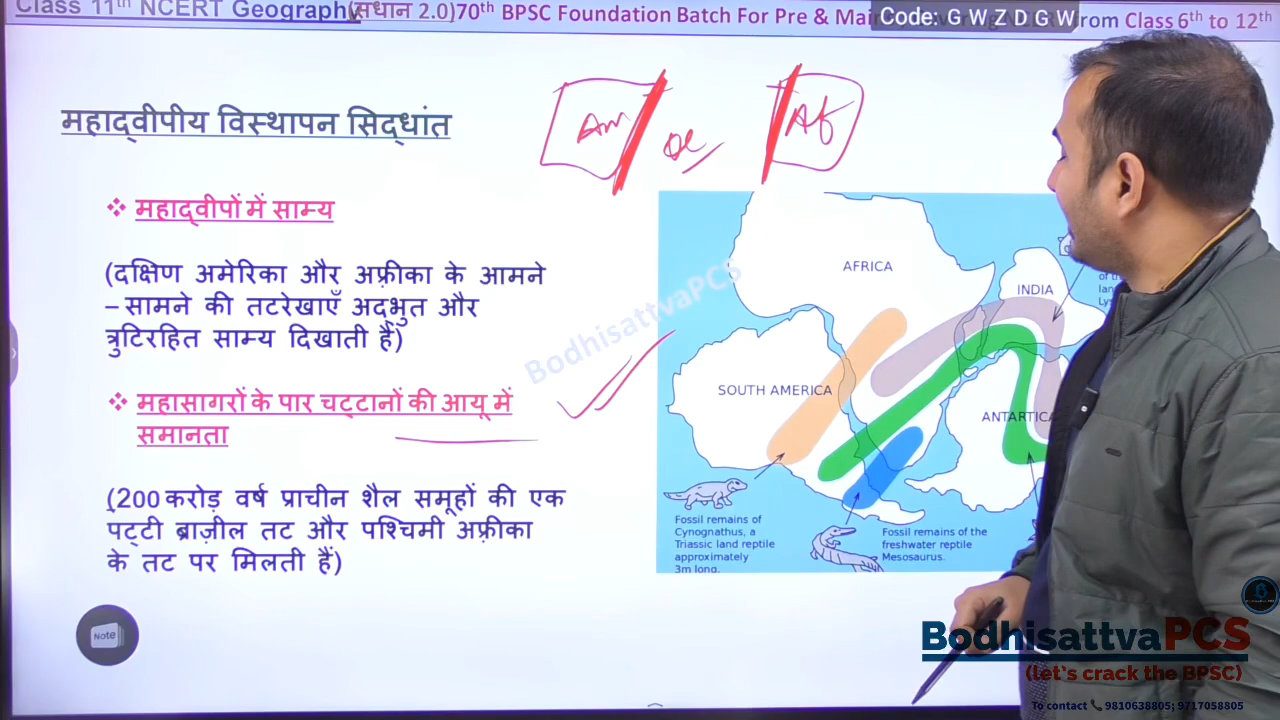 Class 11th NCERT Geography(संधान 2.0)70th BPSC Foundation Batch For Pre & Mai
Code: G W Z D G W
rom Class 6th to 12th
महाद्वीपीय विस्थापन सिद्धांत
Am
Af
❖ महाद्वीपों में साम्य
(दक्षिण अमेरिका और अफ़्रीका के आमने
– सामने की तटरेखाएँ अद्भुत और
त्रुटिरहित साम्य दिखाती हैं)
❖ महासागरों के पार चट्टानों की आयू में
समानता
(200 करोड़ वर्ष प्राचीन शैल समूहों की एक
पट्टी ब्राज़ील तट और पश्चिमी अफ़्रीका
के तट पर मिलती हैं)
Note
BodhisattvaPCS
AFRICA
INDIA
SOUTH AMERICA
ANTARTICA
Fossil remains of
Cynognathus, a
Triassic land reptile
approximately
3m long.
Fossil remains of the
freshwater reptile
Mesosaurus.
BodhisattvaPCS
(let's crack the BPSC)
To contact 9810638805; 9717058805